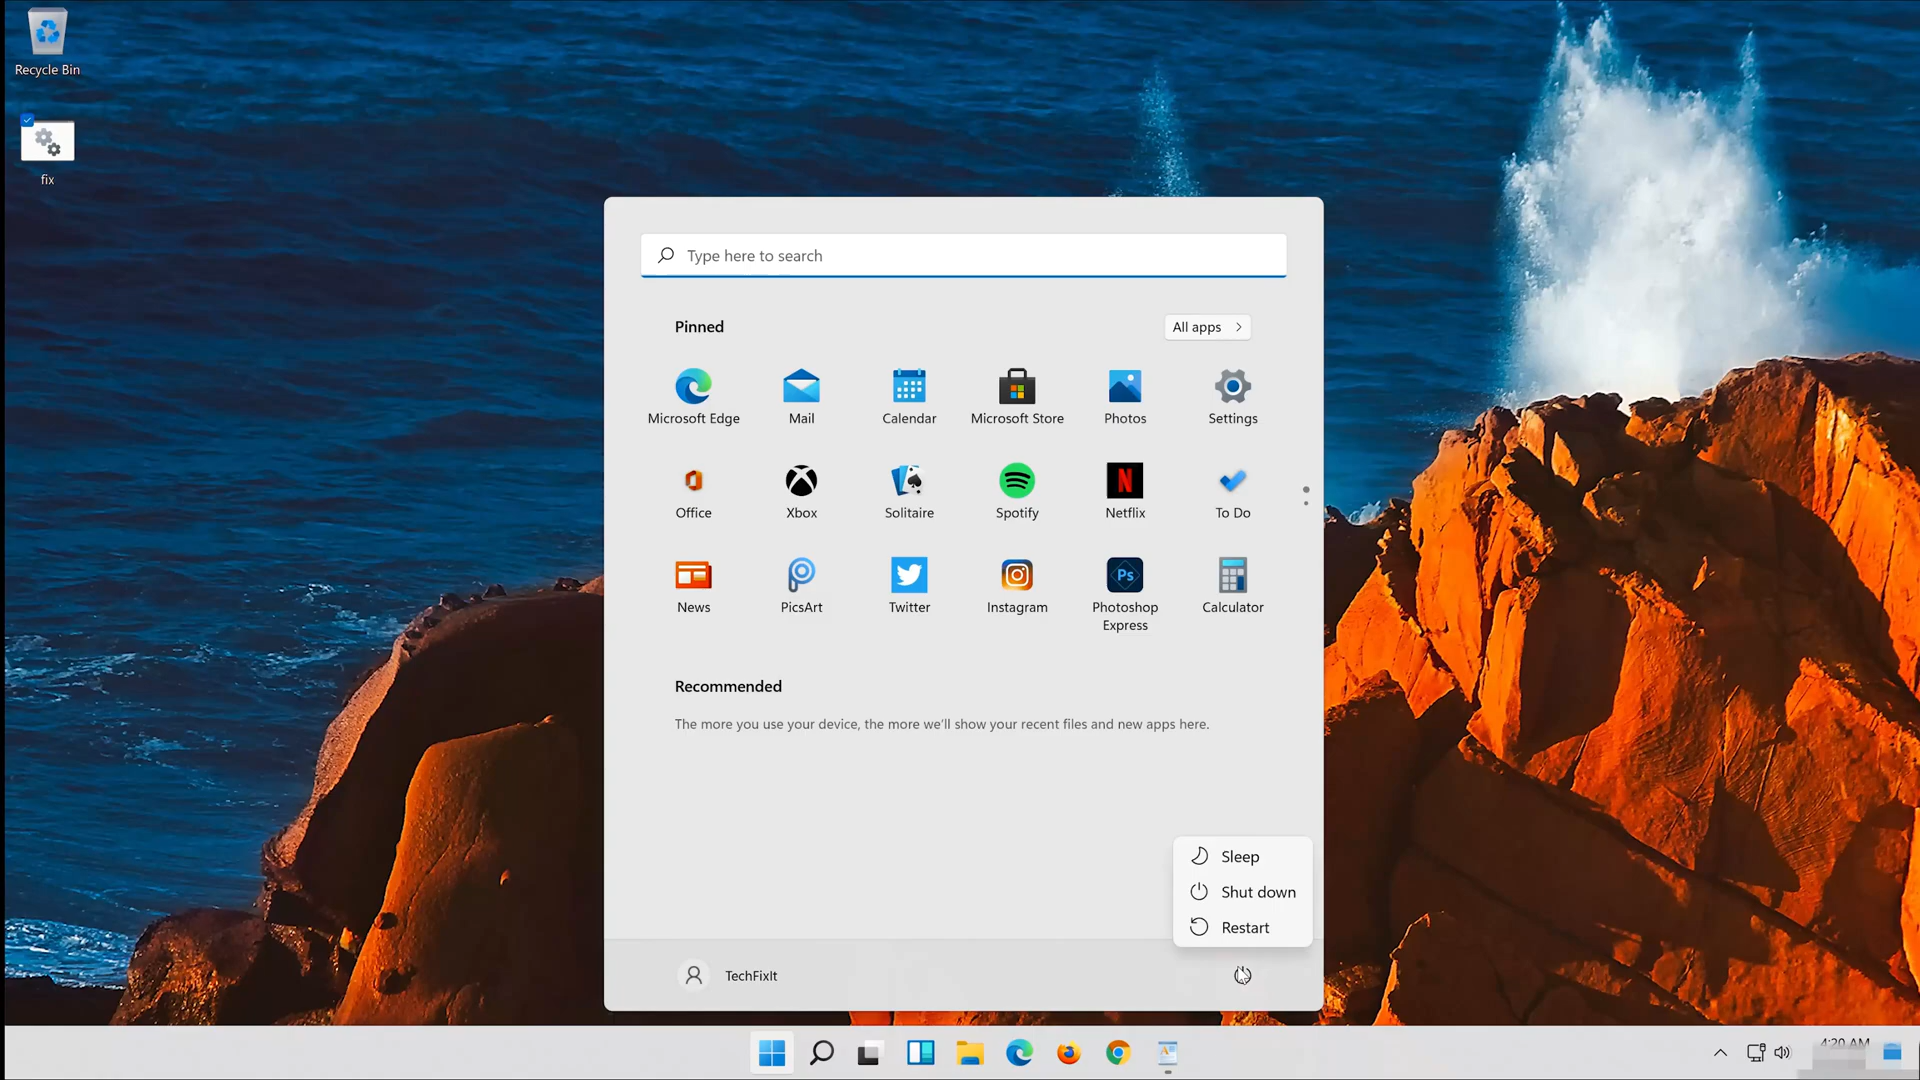 Recycle Bin
fix
Type here to search
Pinned
All apps
Microsoft Edge
Mail
Calendar
Microsoft Store
Photos
Settings
Office
Xbox
Solitaire
Spotify
Netflix
To Do
News
PicsArt
Twitter
Instagram
Photoshop
Express
Calculator
Recommended
The more you use your device, the more we'll show your recent files and new apps here.
Sleep
Shut down
Restart
TechFixIt
4:20 AM